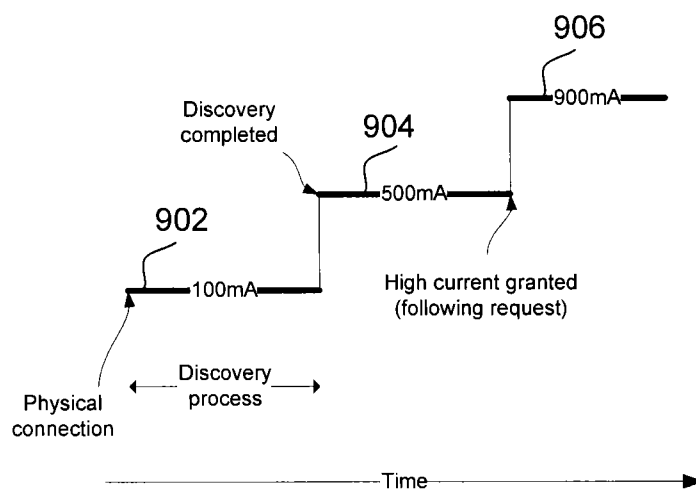 906
900mA
Discovery
completed
904
500mA
902
100mA
High current granted
(following request)
Discovery
process
Physical
connection
Time